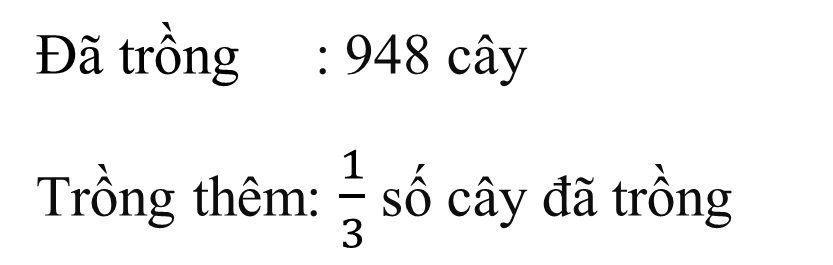 Đã trồng : 948 cây
Trồng thêm: 1/3 số cây đã trồng